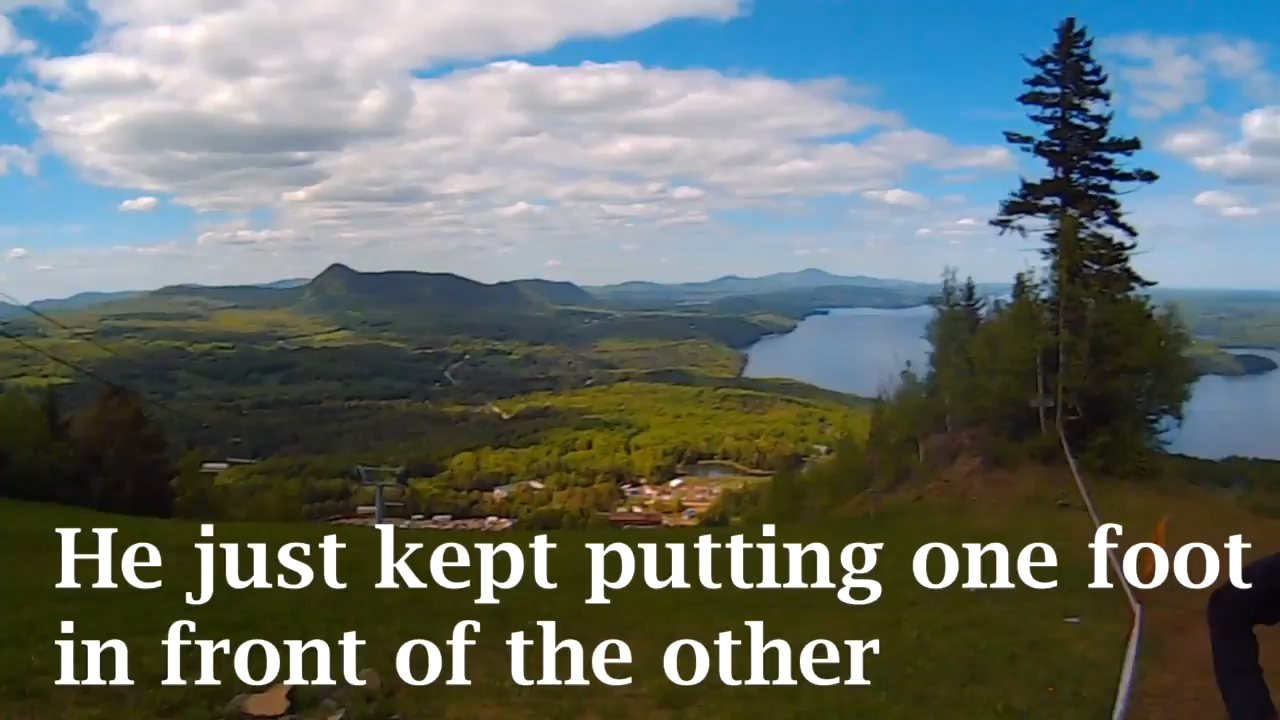 He just kept putting one foot
in front of the other